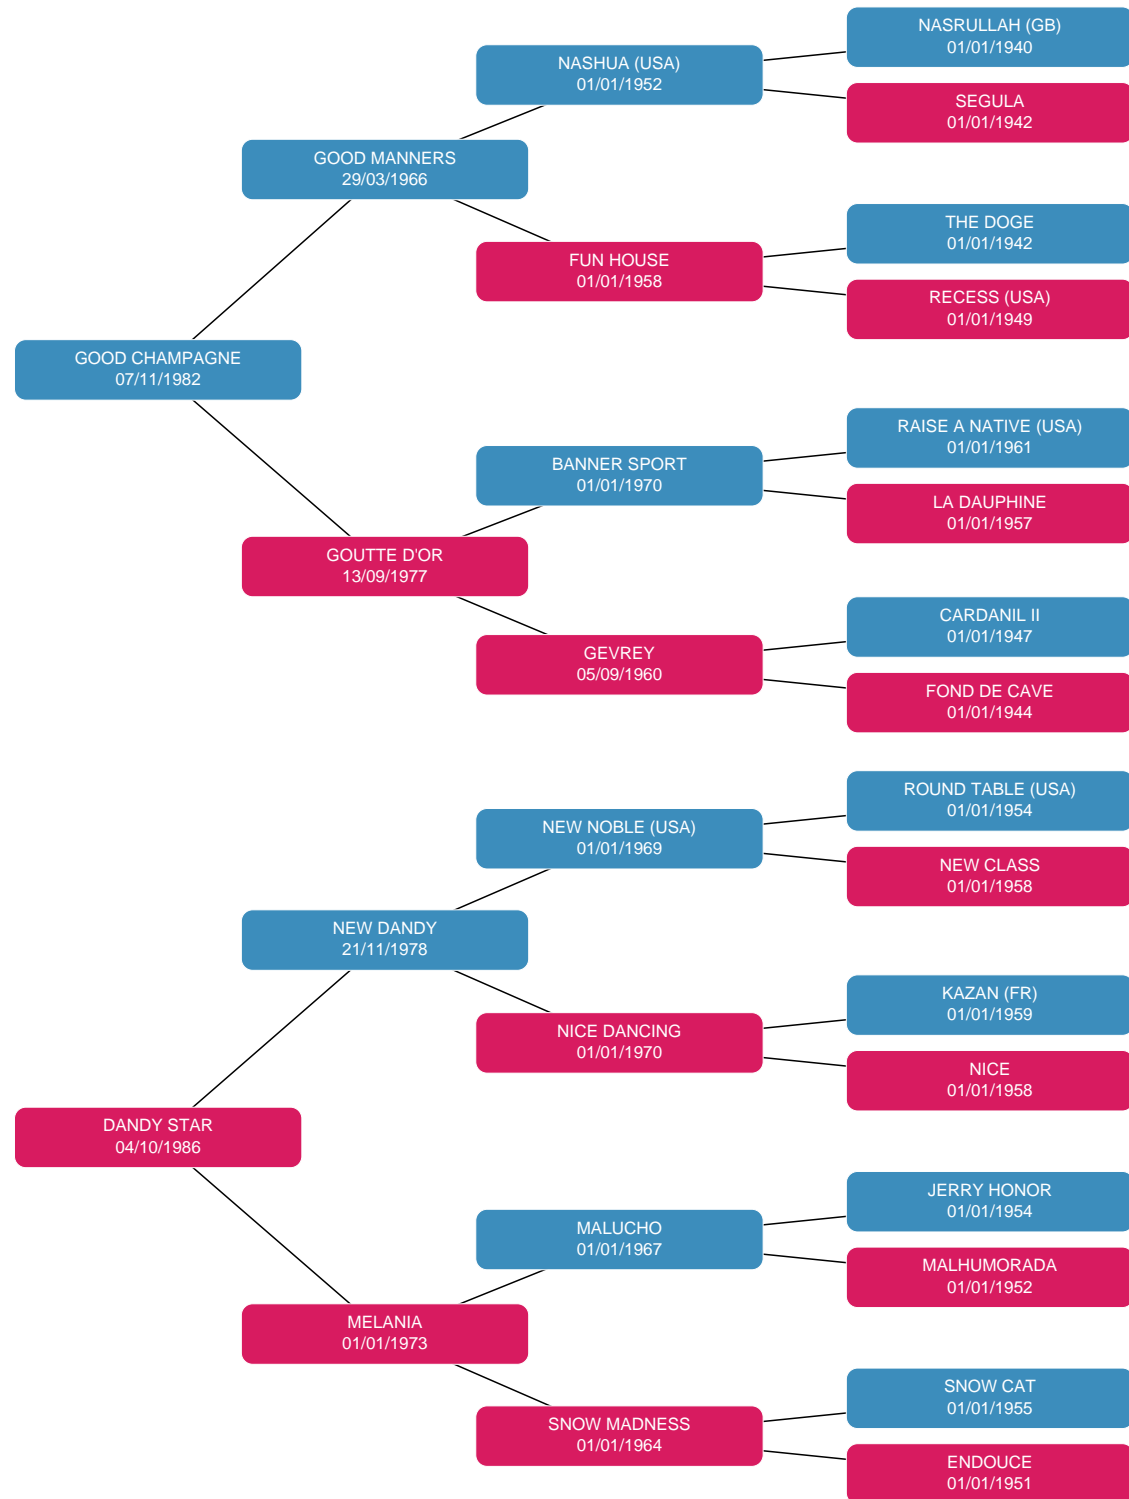 NASRULLAH (GB)
01/01/1940
NASHUA (USA)
01/01/1952
SEGULA
01/01/1942
GOOD MANNERS
29/03/1966
THE DOGE
01/01/1942
FUN HOUSE
01/01/1958
RECESS (USA)
01/01/1949
GOOD CHAMPAGNE
07/11/1982
RAISE A NATIVE (USA)
01/01/1961
BANNER SPORT
01/01/1970
LA DAUPHINE
01/01/1957
GOUTTE D'OR
13/09/1977
CARDANIL II
01/01/1947
GEVREY
05/09/1960
FOND DE CAVE
01/01/1944
ROUND TABLE (USA)
01/01/1954
NEW NOBLE (USA)
01/01/1969
NEW CLASS
01/01/1958
NEW DANDY
21/11/1978
KAZAN (FR)
01/01/1959
NICE DANCING
01/01/1970
NICE
01/01/1958
DANDY STAR
04/10/1986
JERRY HONOR
01/01/1954
MALUCHO
01/01/1967
MALHUMORADA
01/01/1952
MELANIA
01/01/1973
SNOW CAT
01/01/1955
SNOW MADNESS
01/01/1964
ENDOUCE
01/01/1951